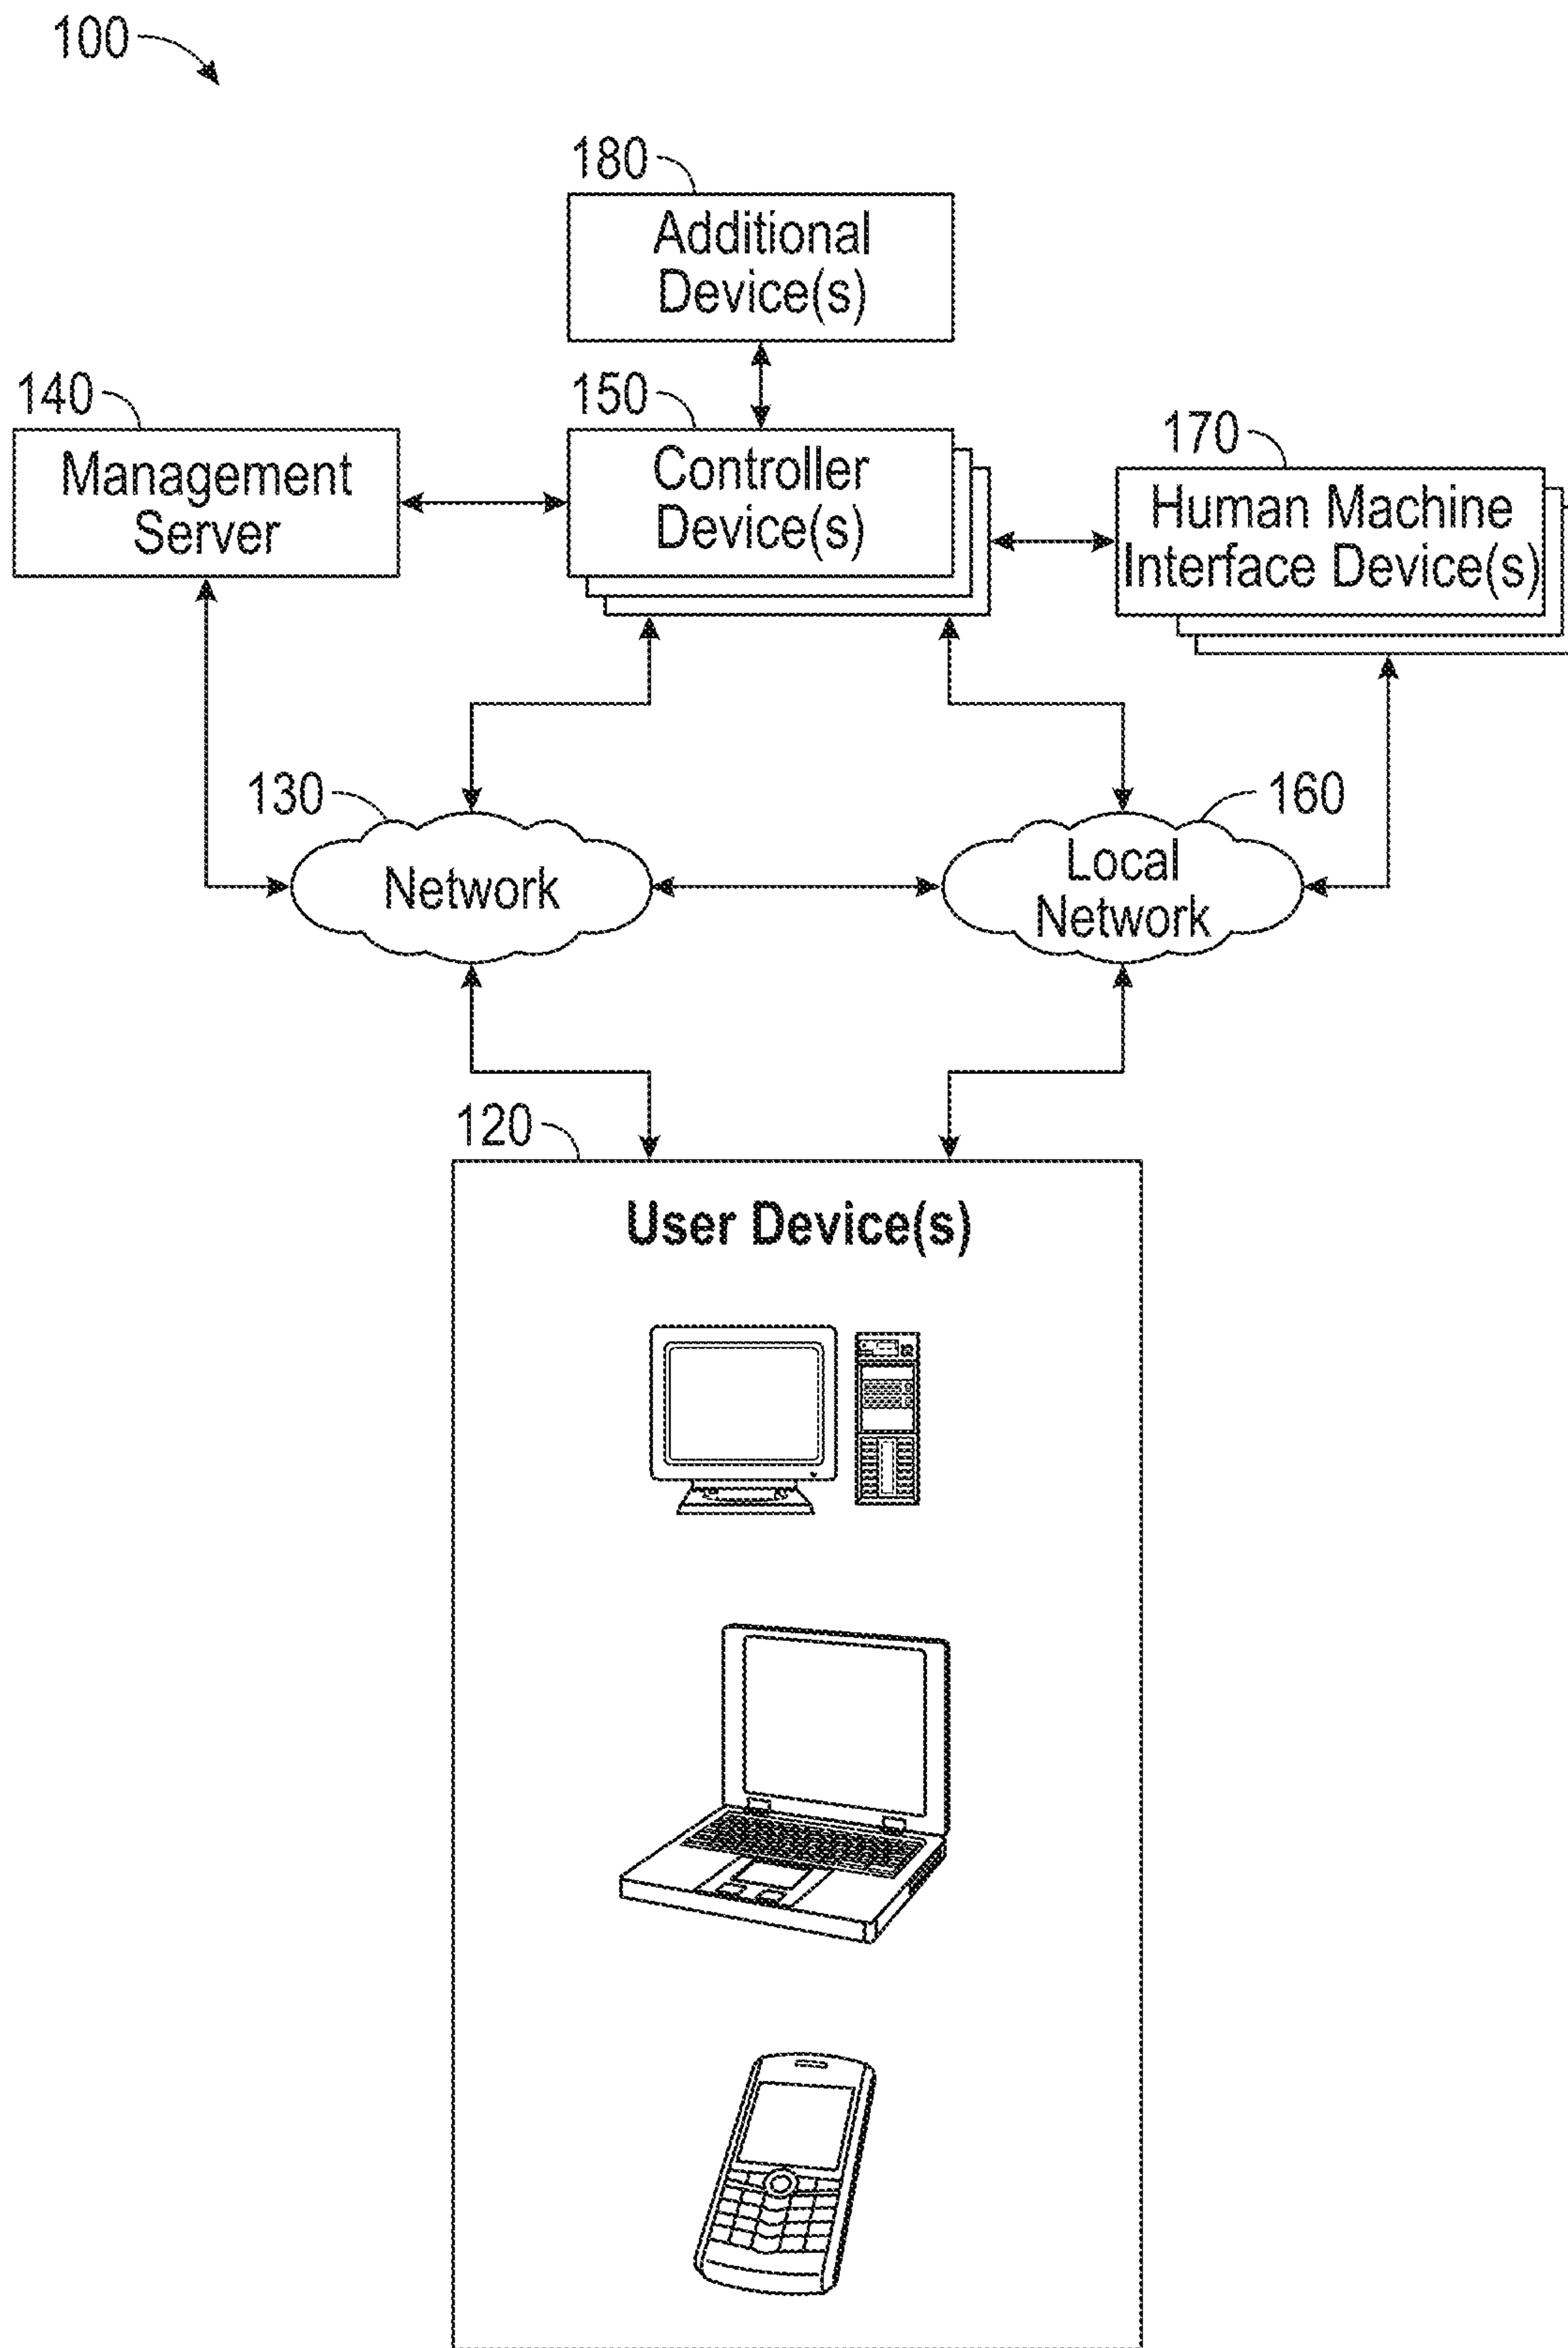 100
180
Additional
Device(s)
140
150
170
Management
Server
Controller
Device(s)
Human Machine
Interface Device(s)
130
160
Network
Local
Network
120
User Device(s)